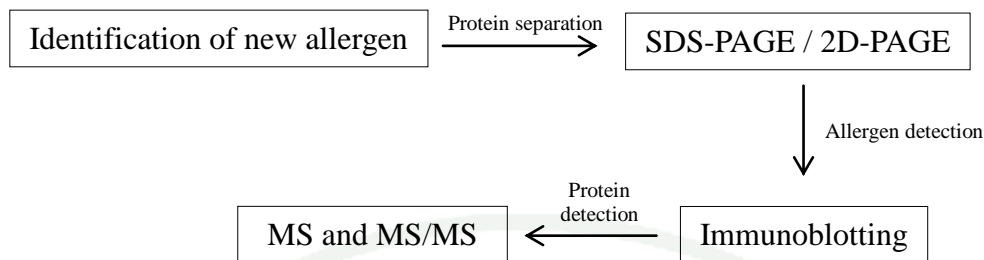 Identification of new allergen
Protein separation
SDS-PAGE / 2D-PAGE
Allergen detection
Immunoblotting
Protein
detection
MS and MS/MS